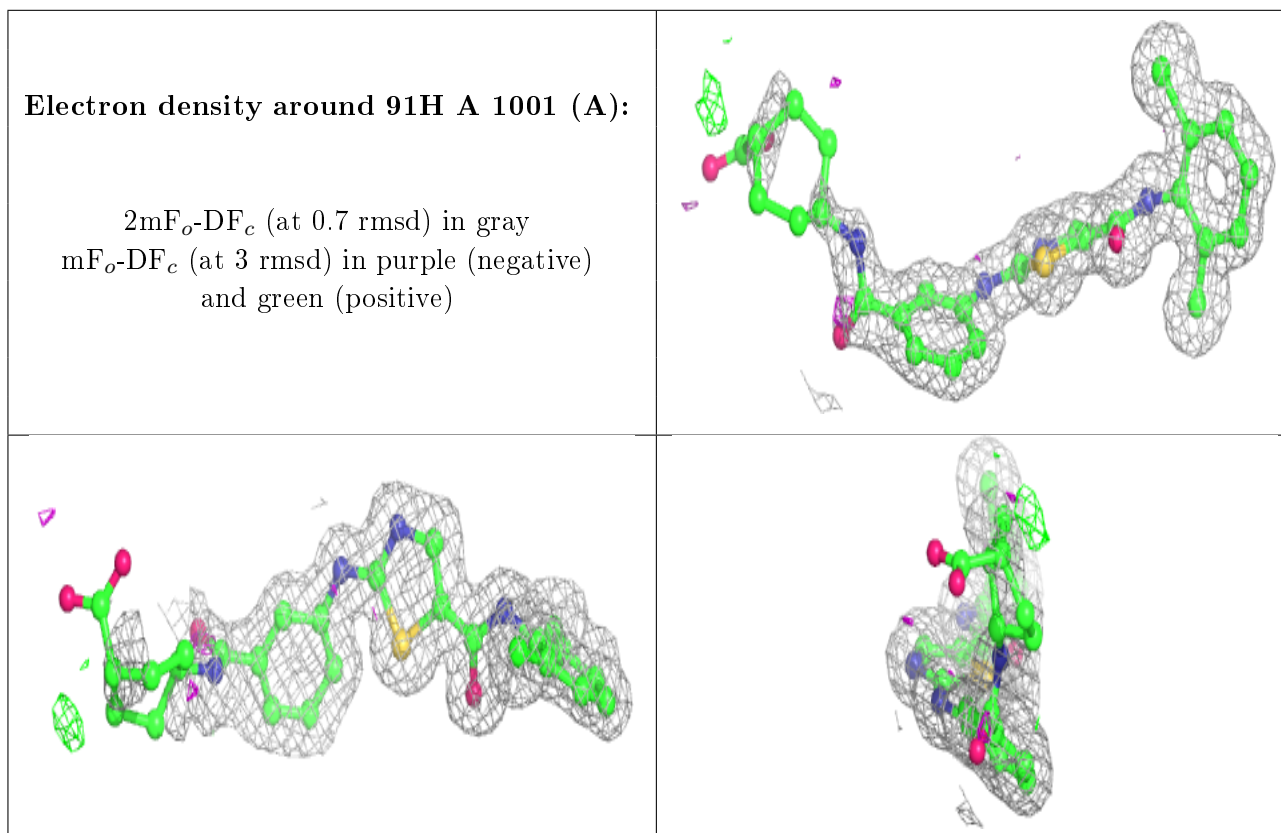 Electron density around 91H A 1001 (A):
2mFo-DFc (at 0.7 rmsd) in gray
mFo-DFc (at 3 rmsd) in purple (negative)
and green (positive)